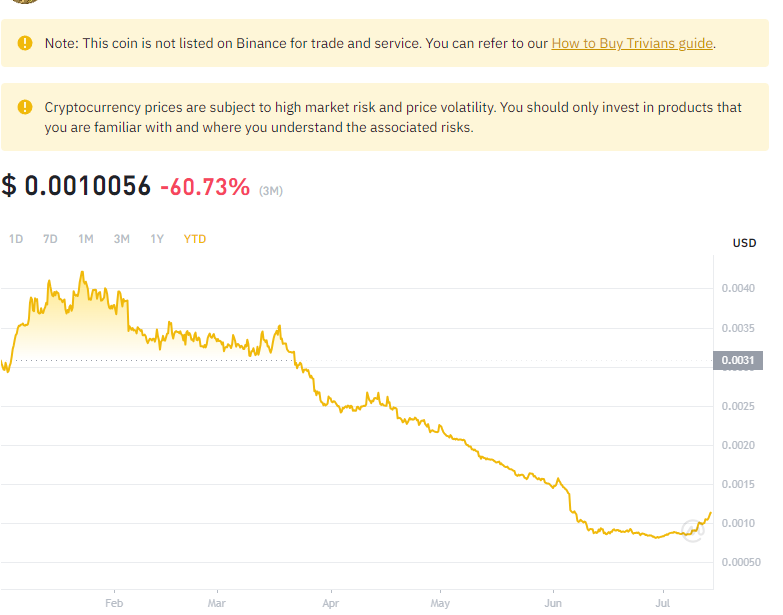 Note: This coin is not listed on Binance for trade and service. You can refer to our How to Buy Trivians guide.
Cryptocurrency prices are subject to high market risk and price volatility. You should only invest in products that
you are familiar with and where you understand the associated risks.
$ 0.0010056 -60.73% (3M)
1D 7D 1M 3M 1Y YTD
USD
0.0040
0.0035
0.0031
0.0025
0.0020
0.0015
0.0010
0.00050
Feb Mar Apr May Jun Jul